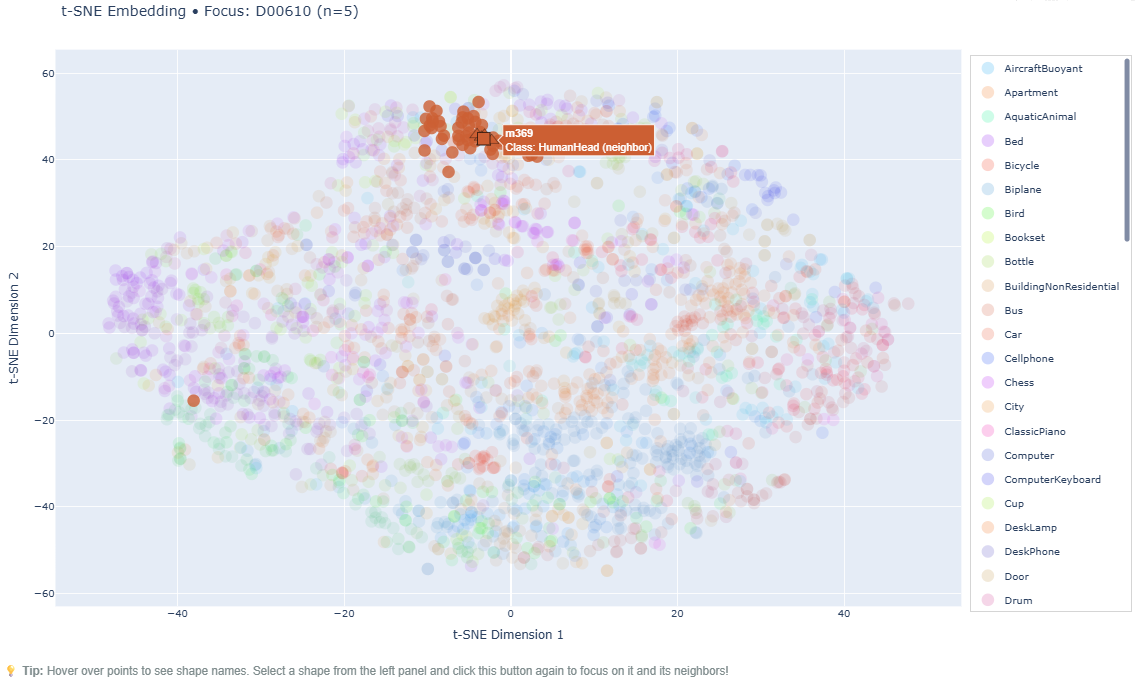 t-SNE Embedding • Focus: D00610 (n=5)
60
40
20
0
−20
−40
−60
t-SNE Dimension 2
−40
−20
0
20
40
t-SNE Dimension 1
m369
Class: HumanHead (neighbor)
AircraftBuoyant
Apartment
AquaticAnimal
Bed
Bicycle
Biplane
Bird
Bookset
Bottle
BuildingNonResidential
Bus
Car
Cellphone
Chess
City
ClassicPiano
Computer
ComputerKeyboard
Cup
DeskLamp
DeskPhone
Door
Drum
💡 Tip: Hover over points to see shape names. Select a shape from the left panel and click this button again to focus on it and its neighbors!